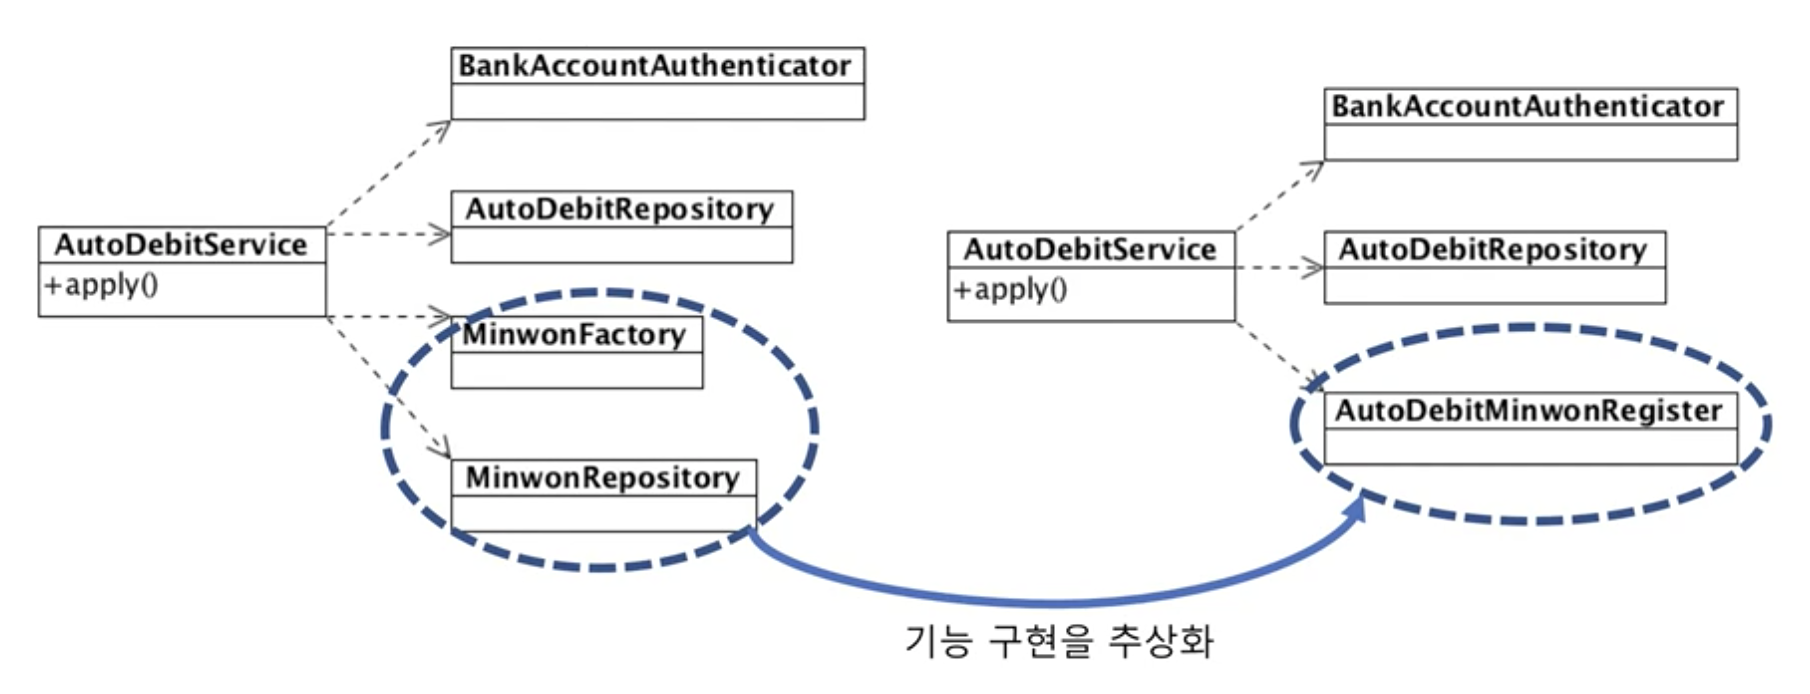 BankAccountAuthenticator
AutoDebitRepository
AutoDebitService
+apply()
MinwonFactory
MinwonRepository
BankAccountAuthenticator
AutoDebitService
+apply()
AutoDebitRepository
AutoDebitMinwonRegister
기능 구현을 추상화